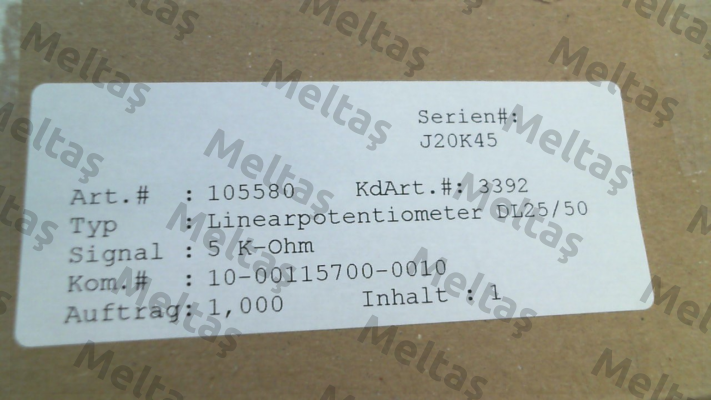 Serien#:
J20K45
Art.# : 105580 KdArt.#: 3392
Typ : Linearpotentiometer DL25/50
Signal : 5 K-Ohm
Kom.# : 10-00115700-0010
Auftrag: 1,000 Inhalt : 1
Meltaş